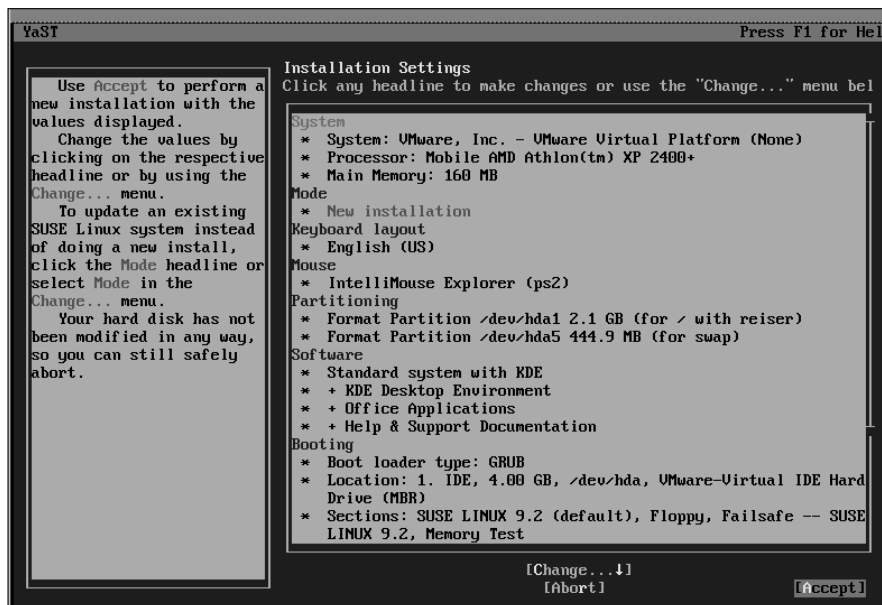 YaST
Press F1 for Hel
Use Accept to perform a
new installation with the
values displayed.
Change the values by
clicking on the respective
headline or by using the
Change... menu.
To update an existing
SUSE Linux system instead
of doing a new install,
click the Mode headline or
select Mode in the
Change... menu.
Your hard disk has not
been modified in any way,
so you can still safely
abort.
Installation Settings
Click any headline to make changes or use the "Change..." menu bel
System
* System: VMware, Inc. - VMware Virtual Platform (None)
* Processor: Mobile AMD Athlon(tm) XP 2400+
* Main Memory: 160 MB
Mode
* New installation
Keyboard layout
* English (US)
Mouse
* IntelliMouse Explorer (ps2)
Partitioning
* Format Partition /dev/hda1 2.1 GB (for / with reiser)
* Format Partition /dev/hda5 444.9 MB (for swap)
Software
* Standard system with KDE
* + KDE Desktop Environment
* + Office Applications
* + Help & Support Documentation
Booting
* Boot loader type: GRUB
* Location: 1. IDE, 4.00 GB, /dev/hda, VMware-Virtual IDE Hard
Drive (MBR)
* Sections: SUSE LINUX 9.2 (default), Floppy, Failsafe -- SUSE
LINUX 9.2, Memory Test
[Change...↓]
[Abort]
[Accept]